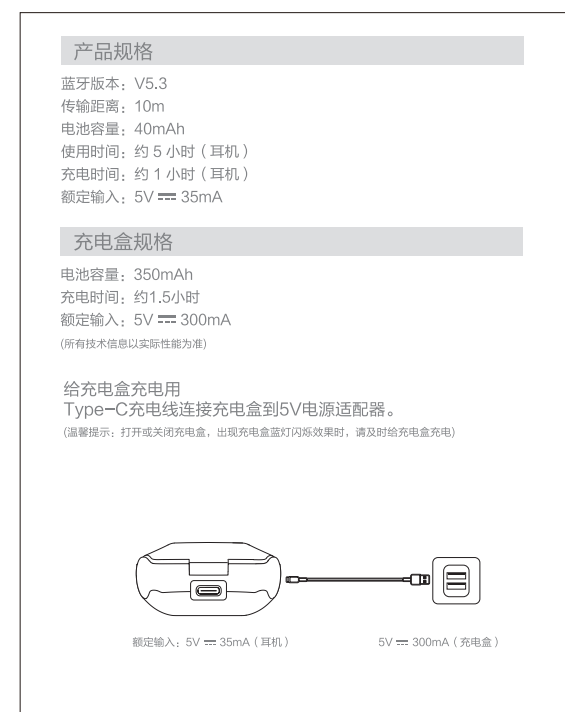 产品规格
蓝牙版本：V5.3
传输距离：10m
电池容量：40mAh
使用时间：约 5 小时（耳机）
充电时间：约 1 小时（耳机）
额定输入：5V ⎓ 35mA
充电盒规格
电池容量：350mAh
充电时间：约1.5小时
额定输入：5V ⎓ 300mA
(所有技术信息以实际性能为准)
给充电盒充电用
Type-C充电线连接充电盒到5V电源适配器。
(温馨提示：打开或关闭充电盒，出现充电盒蓝灯闪烁效果时，请及时给充电盒充电)
额定输入：5V ⎓ 35mA（耳机）
5V ⎓ 300mA（充电盒）